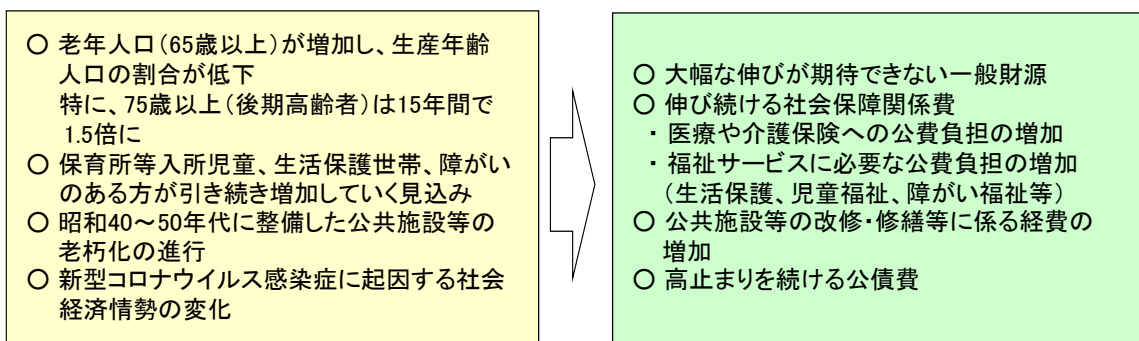 ○ 老年人口（65歳以上）が増加し、生産年齢
人口の割合が低下
特に、75歳以上（後期高齢者）は15年間で
1.5倍に
○ 保育所等入所児童、生活保護世帯、障がい
のある方が引き続き増加していく見込み
○ 昭和40～50年代に整備した公共施設等の
老朽化の進行
○ 新型コロナウイルス感染症に起因する社会
経済情勢の変化
○ 大幅な伸びが期待できない一般財源
○ 伸び続ける社会保障関係費
・ 医療や介護保険への公費負担の増加
・ 福祉サービスに必要な公費負担の増加
（生活保護、児童福祉、障がい福祉等）
○ 公共施設等の改修・修繕等に係る経費の
増加
○ 高止まりを続ける公債費